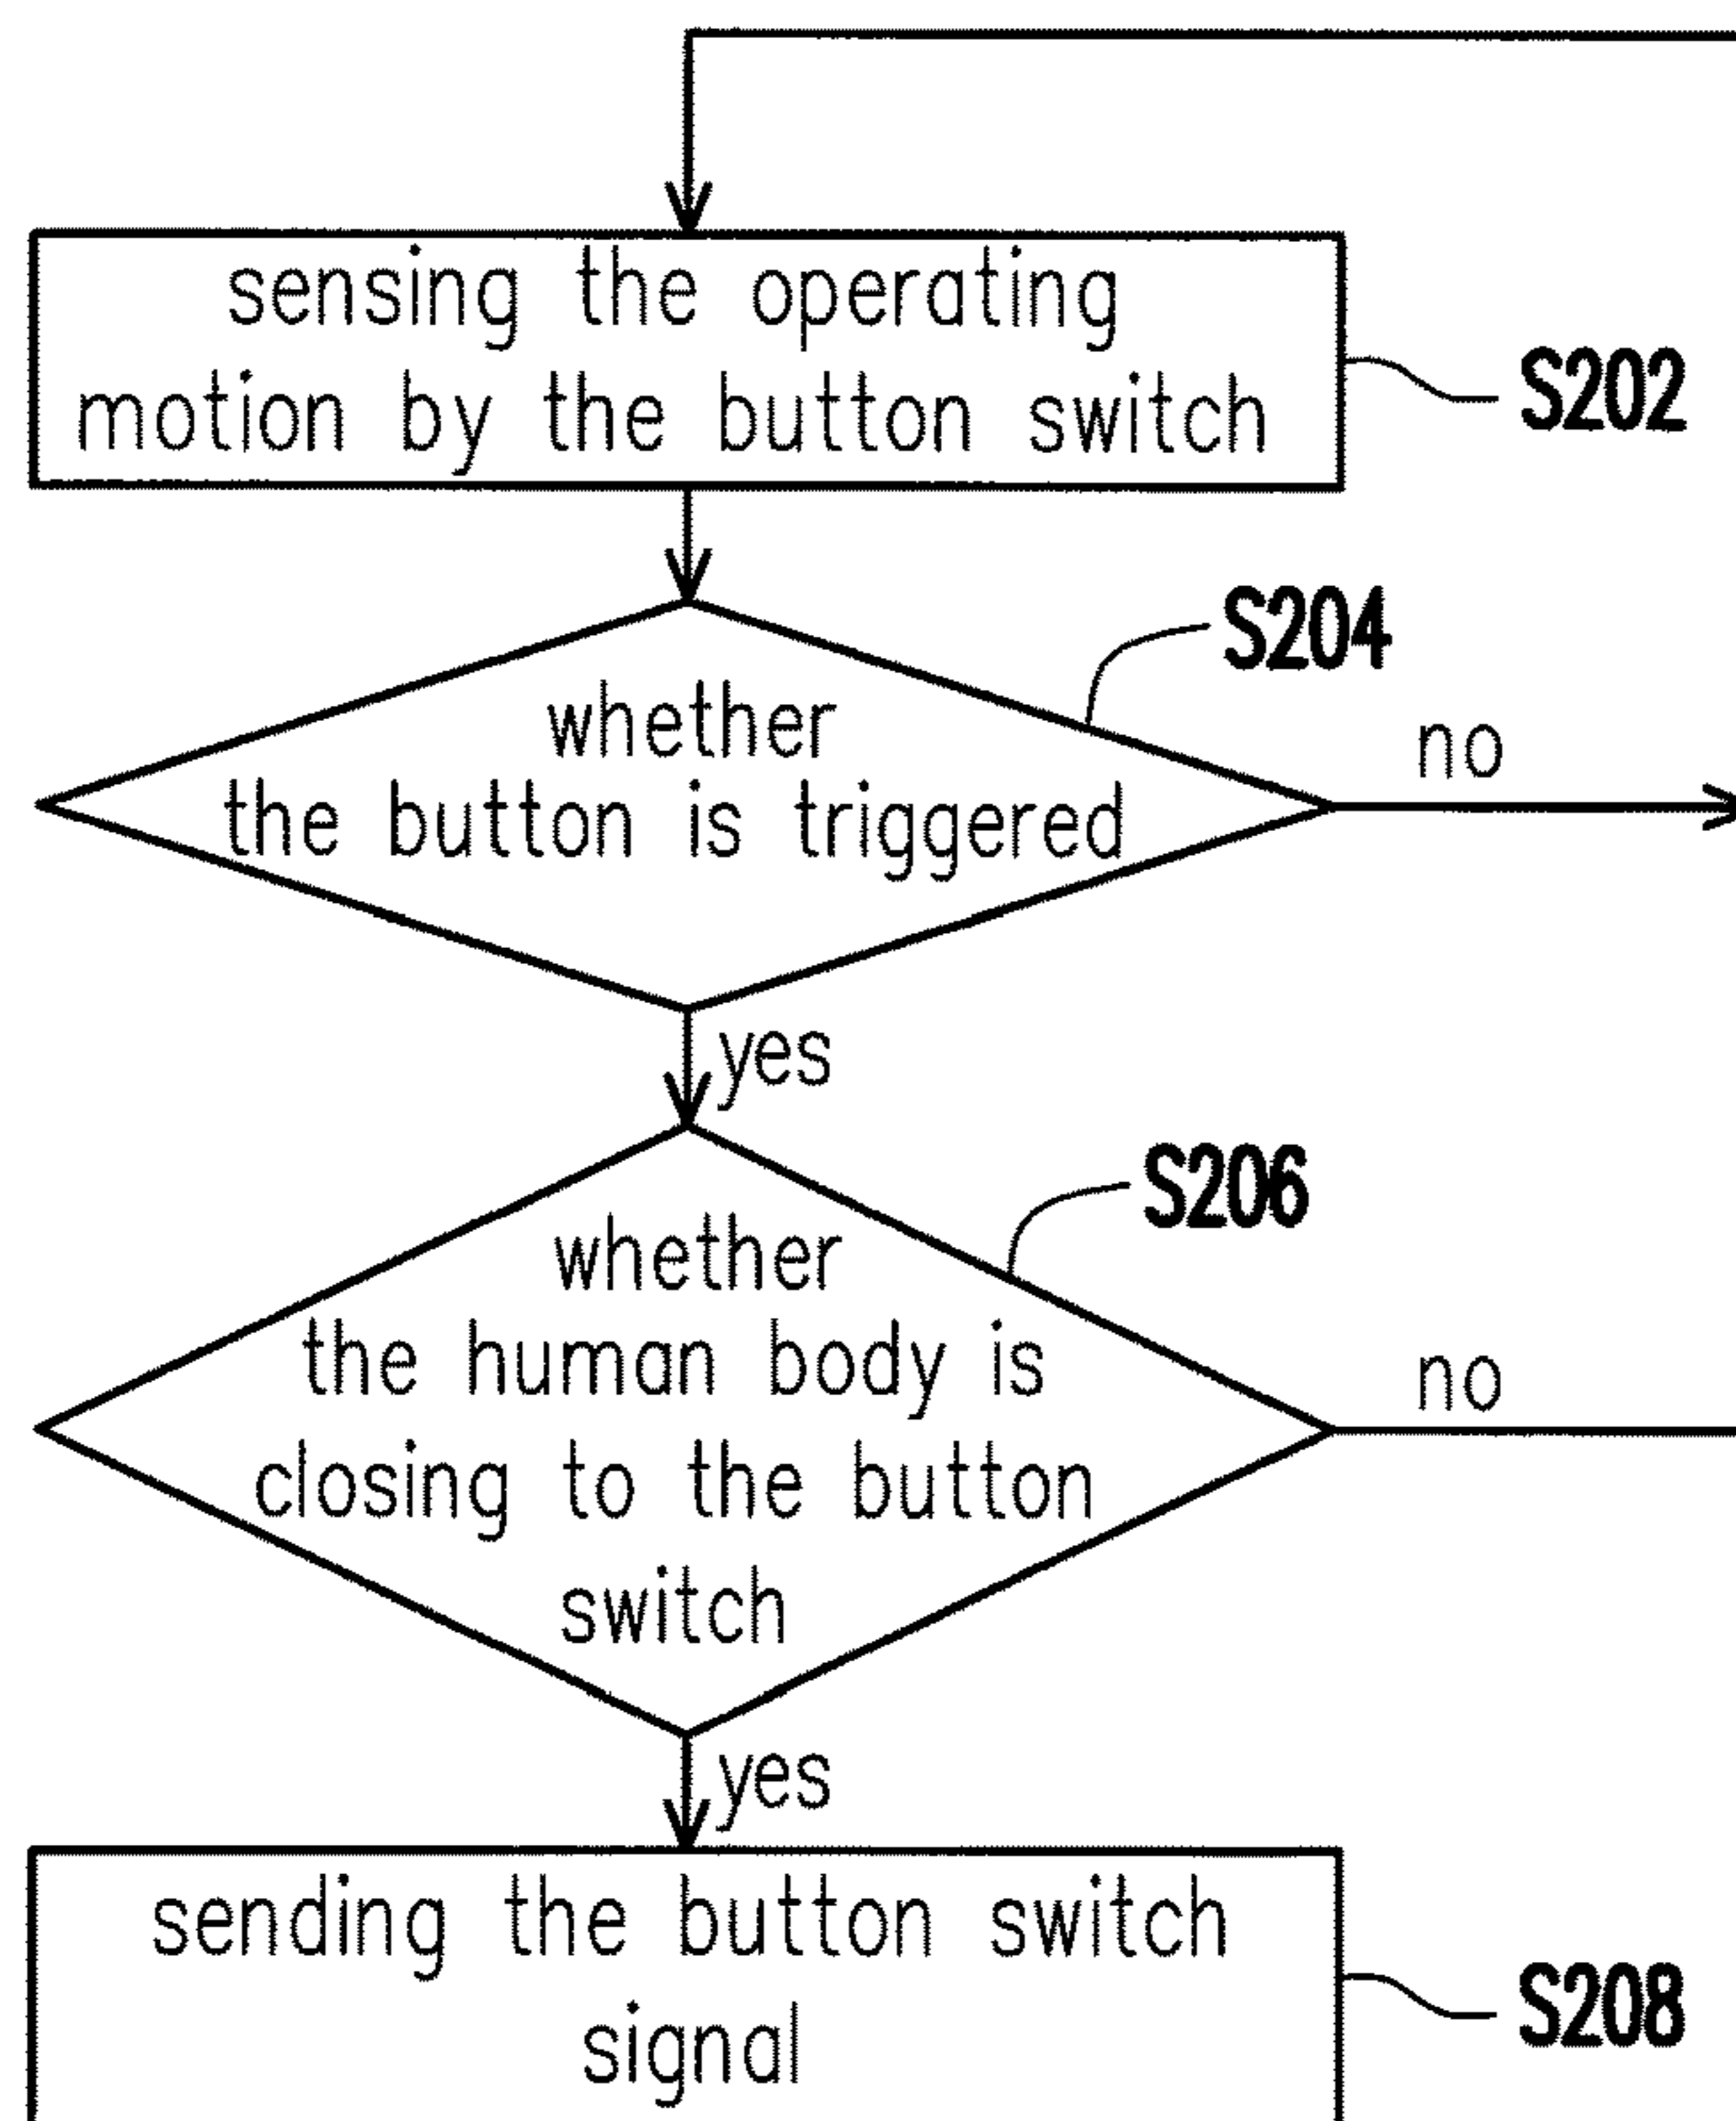 sensing the operating
motion by the button switch
S202
S204
whether
the button is triggered
no
yes
S206
whether
the human body is
closing to the button
switch
no
yes
sending the button switch
signal
S208